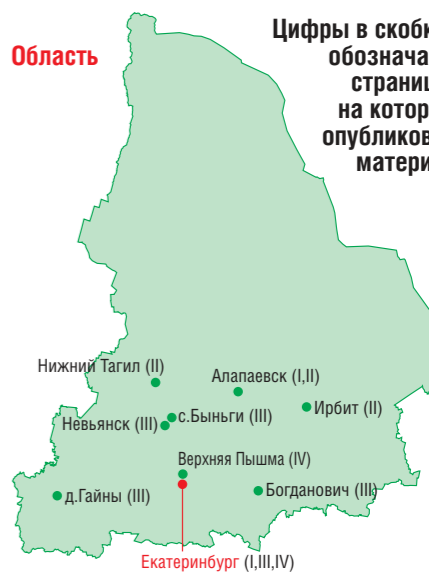 Область
Цифры в скобк
обознача
страниц
на котор
опубликов
матери
Нижний Тагил (II)
Алапаевск (I,II)
Ирбит (II)
с.Быньги (III)
Невьянск (III)
Верхняя Пышма (IV)
д.Гайны (III)
Богданович (III)
Екатеринбург (I,III,IV)